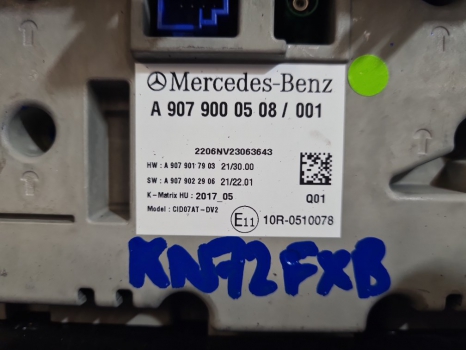 Mercedes-Benz
A 907 900 05 08 / 001
2206NV23063643
HW : A 907 901 79 03 21/30.00
SW : A 907 902 29 06 21/22.01
K-Matrix HU : 2017_05
Q01
Model : CID07AT-DV2
E11 10R-0510078
KN72FXB